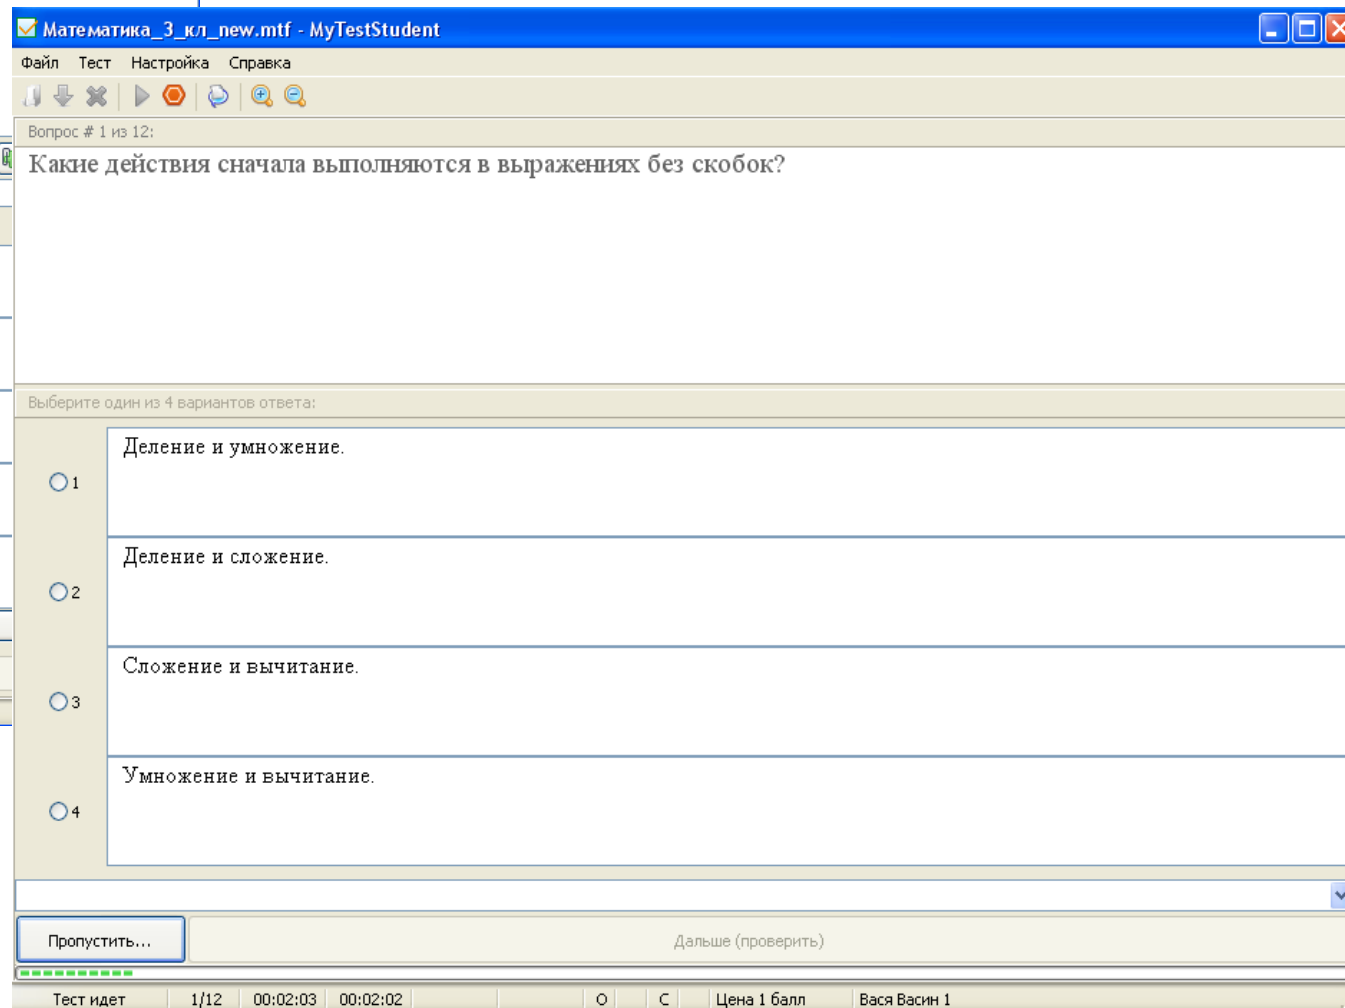 Математика_3_кл_new.mtf - MyTestStudent
Файл Тест Настройка Справка
Вопрос # 1 из 12:
Какие действия сначала выполняются в выражениях без скобок?
Выберите один из 4 вариантов ответа:
Деление и умножение.
1
Деление и сложение.
2
Сложение и вычитание.
3
Умножение и вычитание.
4
Пропустить... Дальше (проверить)
Тест идет 1/12 00:02:03 00:02:02 О С Цена 1 балл Вася Васин 1